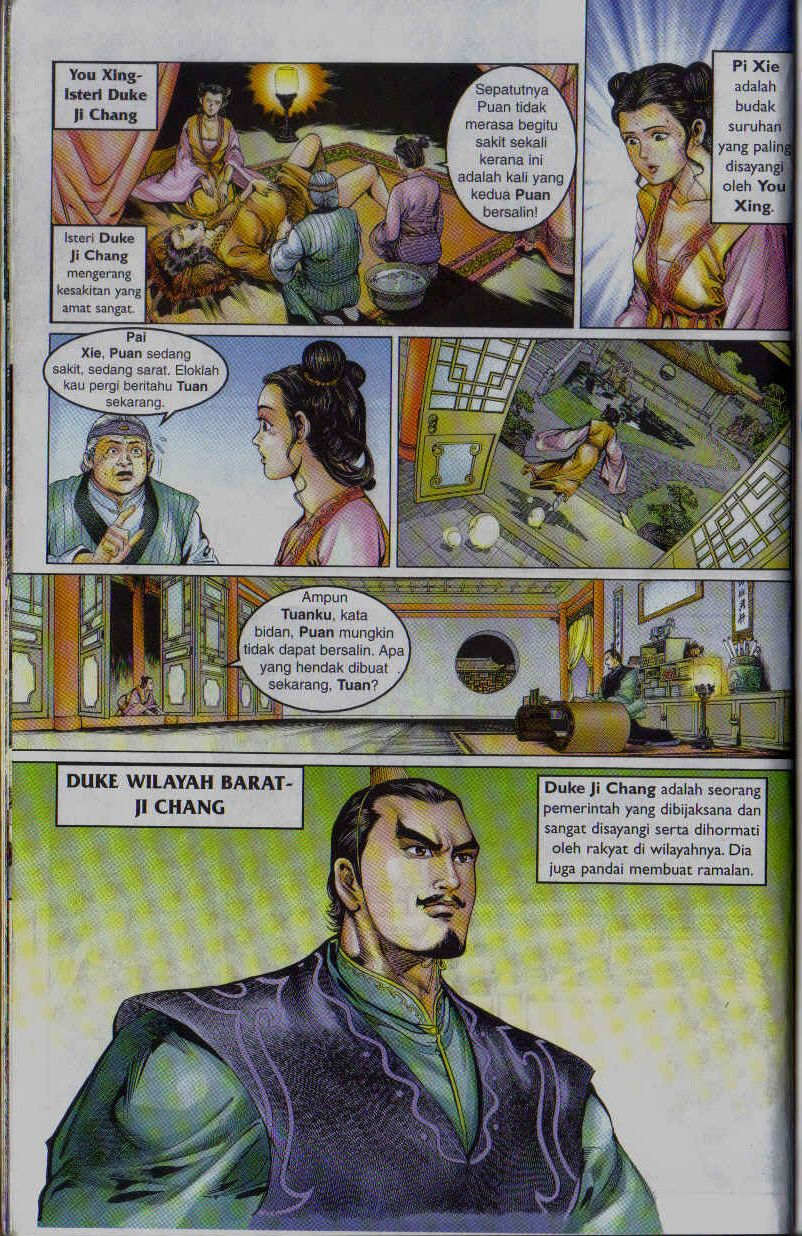 You Xing-
Isteri Duke
Ji Chang
Sepatutnya
Puan tidak
merasa begitu
sakit sekali
kerana ini
adalah kali yang
kedua Puan
bersalin!
Pi Xie
adalah
budak
suruhan
yang paling
disayangi
oleh You
Xing.
Isteri Duke
Ji Chang
mengerang
kesakitan yang
amat sangat.
Pai
Xie, Puan sedang
sakit, sedang sarat. Eloklah
kau pergi beritahu Tuan
sekarang.
Ampun
Tuanku, kata
bidan, Puan mungkin
tidak dapat bersalin. Apa
yang hendak dibuat
sekarang, Tuan?
DUKE WILAYAH BARAT-
JI CHANG
Duke Ji Chang adalah seorang
pemerintah yang dibijaksana dan
sangat disayangi serta dihormati
oleh rakyat di wilayahnya. Dia
juga pandai membuat ramalan.